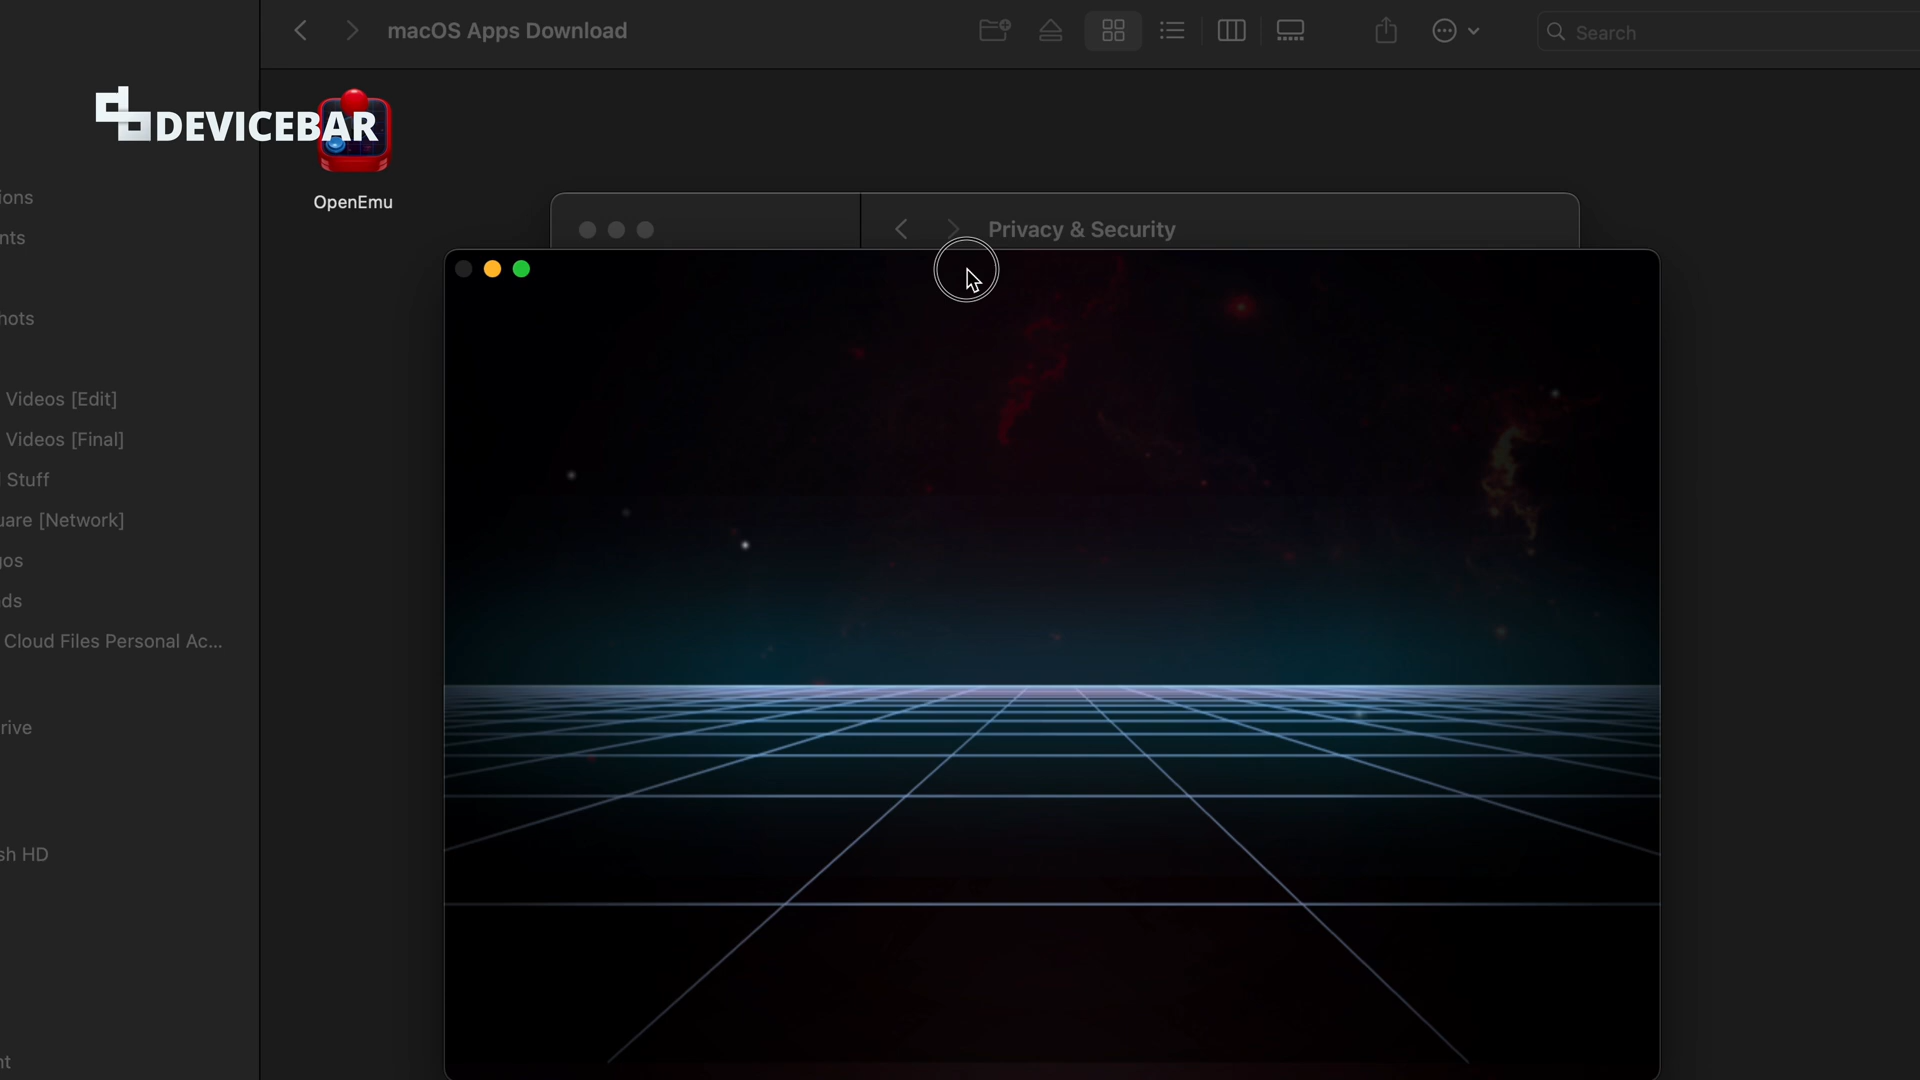 macOS Apps Download
Search
DEVICEBAR
OpenEmu
Privacy & Security
ions
nts
hots
Videos [Edit]
Videos [Final]
Stuff
uare [Network]
gos
ds
Cloud Files Personal Ac...
rive
sh HD
nt